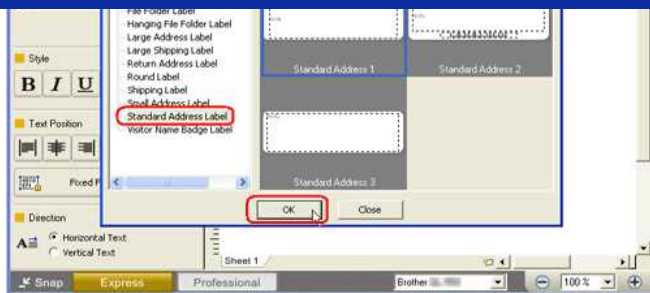 File Folder Label
Hanging File Folder Label
Large Address Label
Large Shipping Label
Return Address Label
Round Label
Shipping Label
Small Address Label
Standard Address Label
Visitor Name Badge Label
Standard Address 1
Standard Address 2
Standard Address 3
OK
Close
Style
B I U
Text Position
Fixed F
Direction
A
Horizontal Text
Vertical Text
Sheet 1
Snap
Express
Professional
Brother
100 %